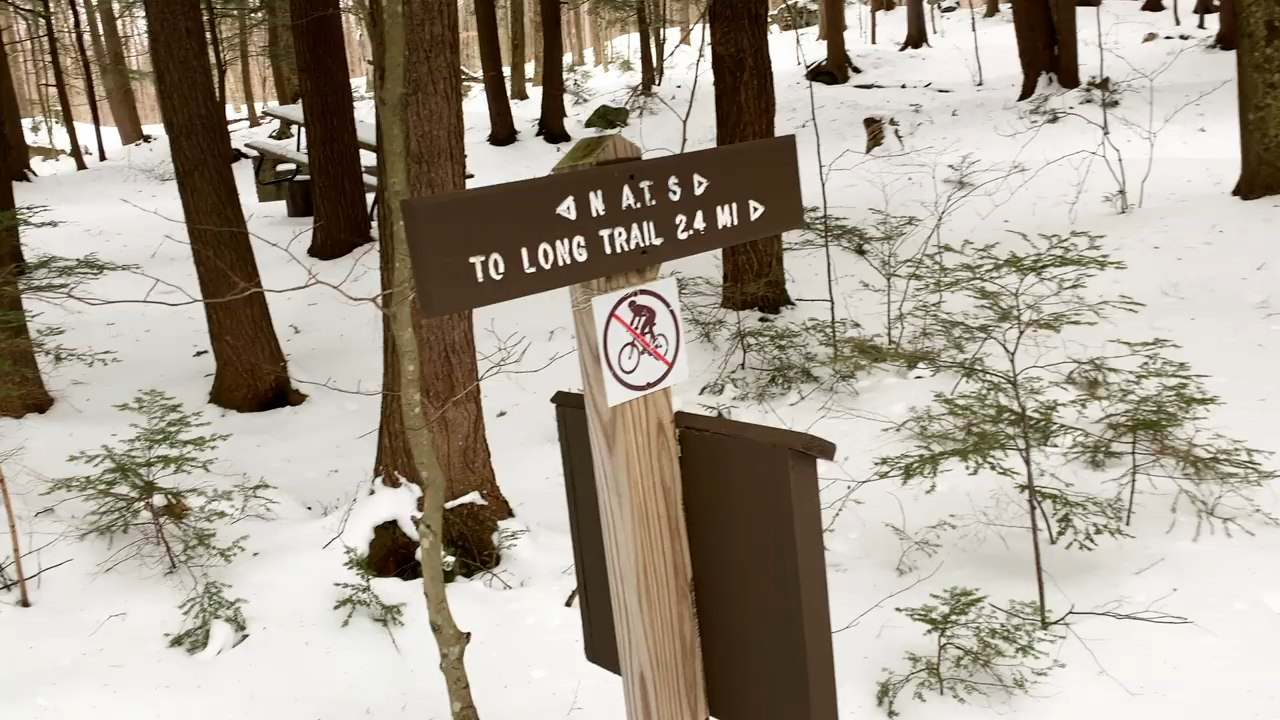 ◁ N A.T. S ▷
TO LONG TRAIL 2.4 MI ▷